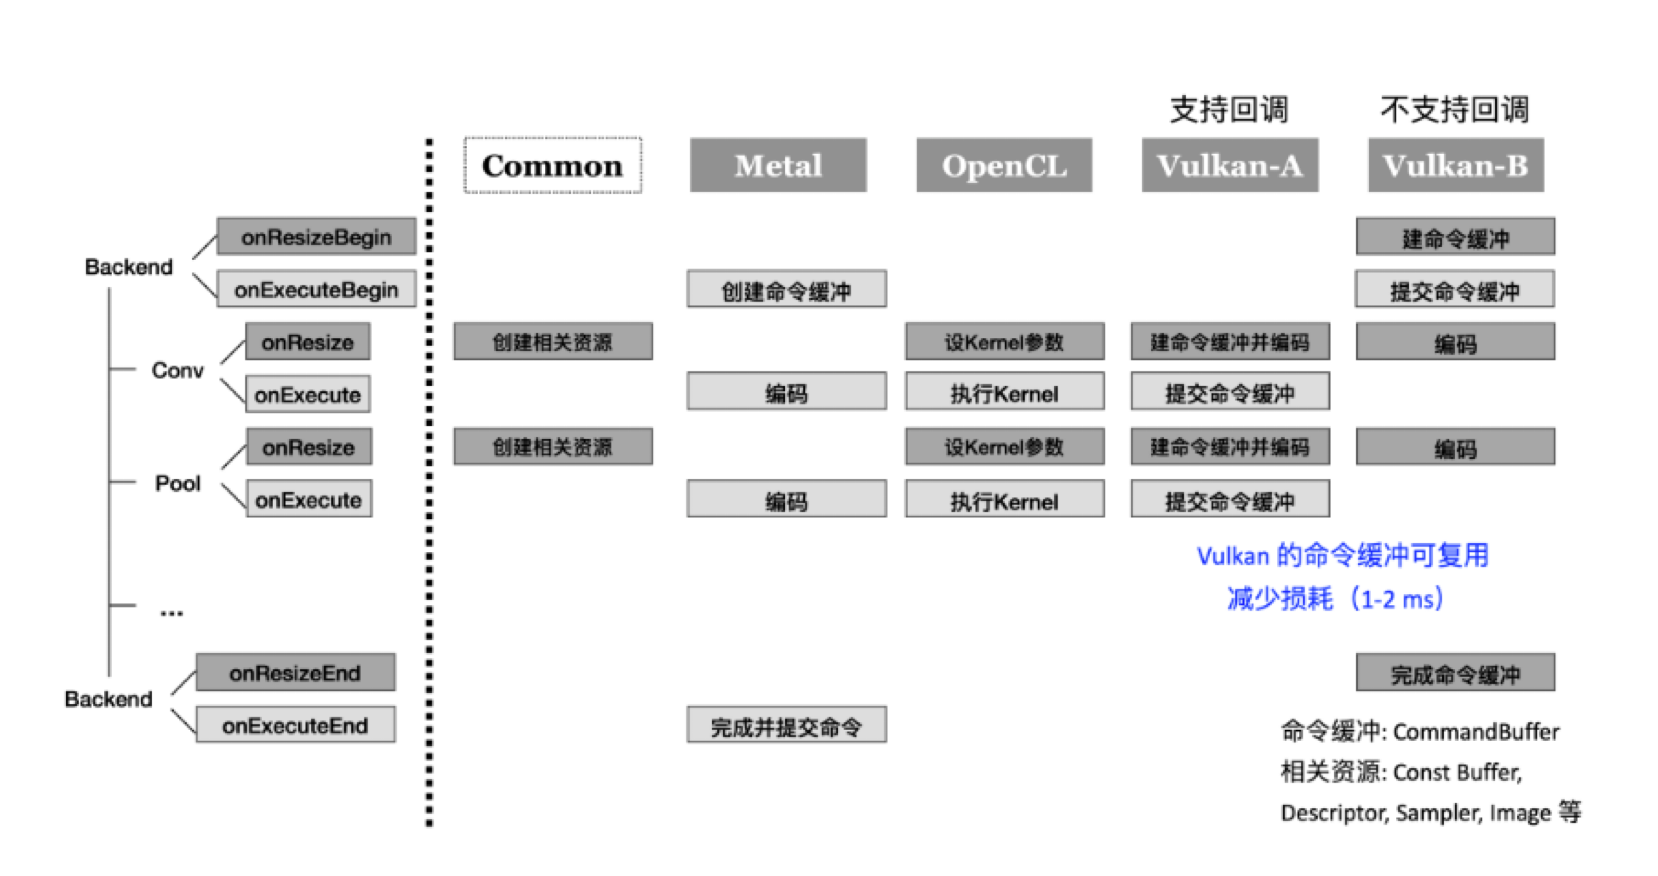 支持回调
不支持回调
Common
Metal
OpenCL
Vulkan-A
Vulkan-B
onResizeBegin
建命令缓冲
Backend
onExecuteBegin
创建命令缓冲
提交命令缓冲
onResize
创建相关资源
设Kernel参数
建命令缓冲并编码
编码
Conv
onExecute
编码
执行Kernel
提交命令缓冲
onResize
创建相关资源
设Kernel参数
建命令缓冲并编码
编码
Pool
onExecute
编码
执行Kernel
提交命令缓冲
Vulkan 的命令缓冲可复用
减少损耗（1-2 ms）
...
onResizeEnd
完成命令缓冲
Backend
onExecuteEnd
完成并提交命令
命令缓冲: CommandBuffer
相关资源: Const Buffer,
Descriptor, Sampler, Image 等